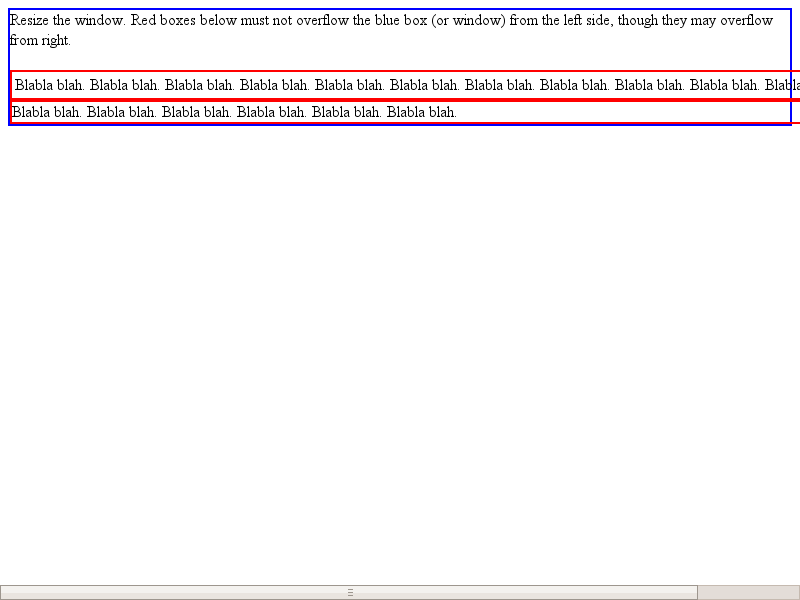 Resize the window. Red boxes below must not overflow the blue box (or window) from the left side, though they may overflow
from right.
Blabla blah. Blabla blah. Blabla blah. Blabla blah. Blabla blah. Blabla blah. Blabla blah. Blabla blah. Blabla blah. Blabla blah. Blabla
Blabla blah. Blabla blah. Blabla blah. Blabla blah. Blabla blah. Blabla blah.